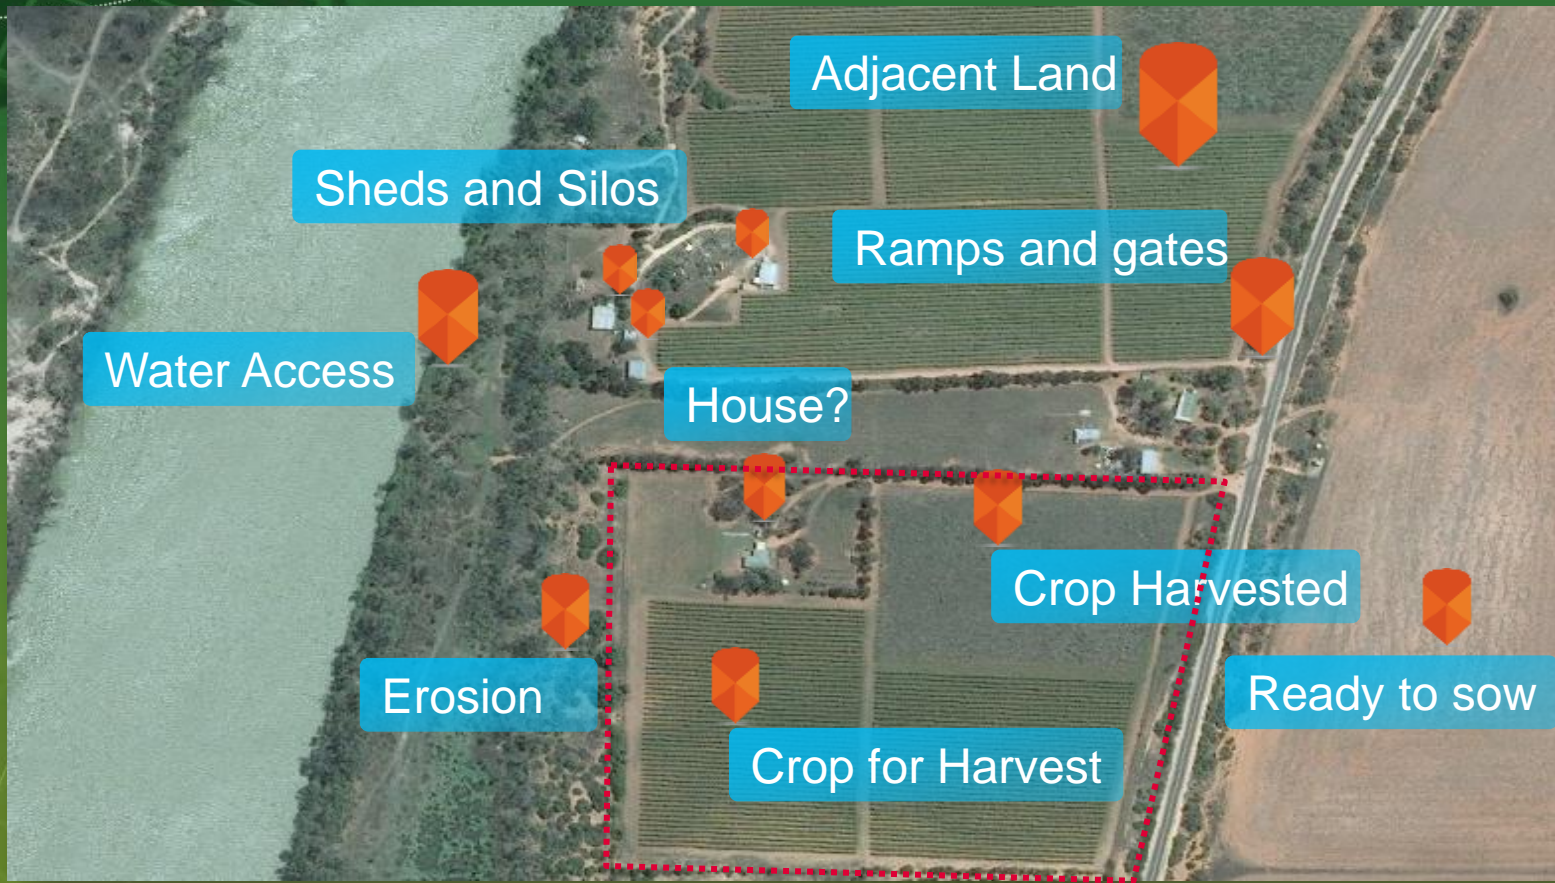 Adjacent Land
Sheds and Silos
Ramps and gates
Water Access
House?
Crop Harvested
Erosion
Ready to sow
Crop for Harvest